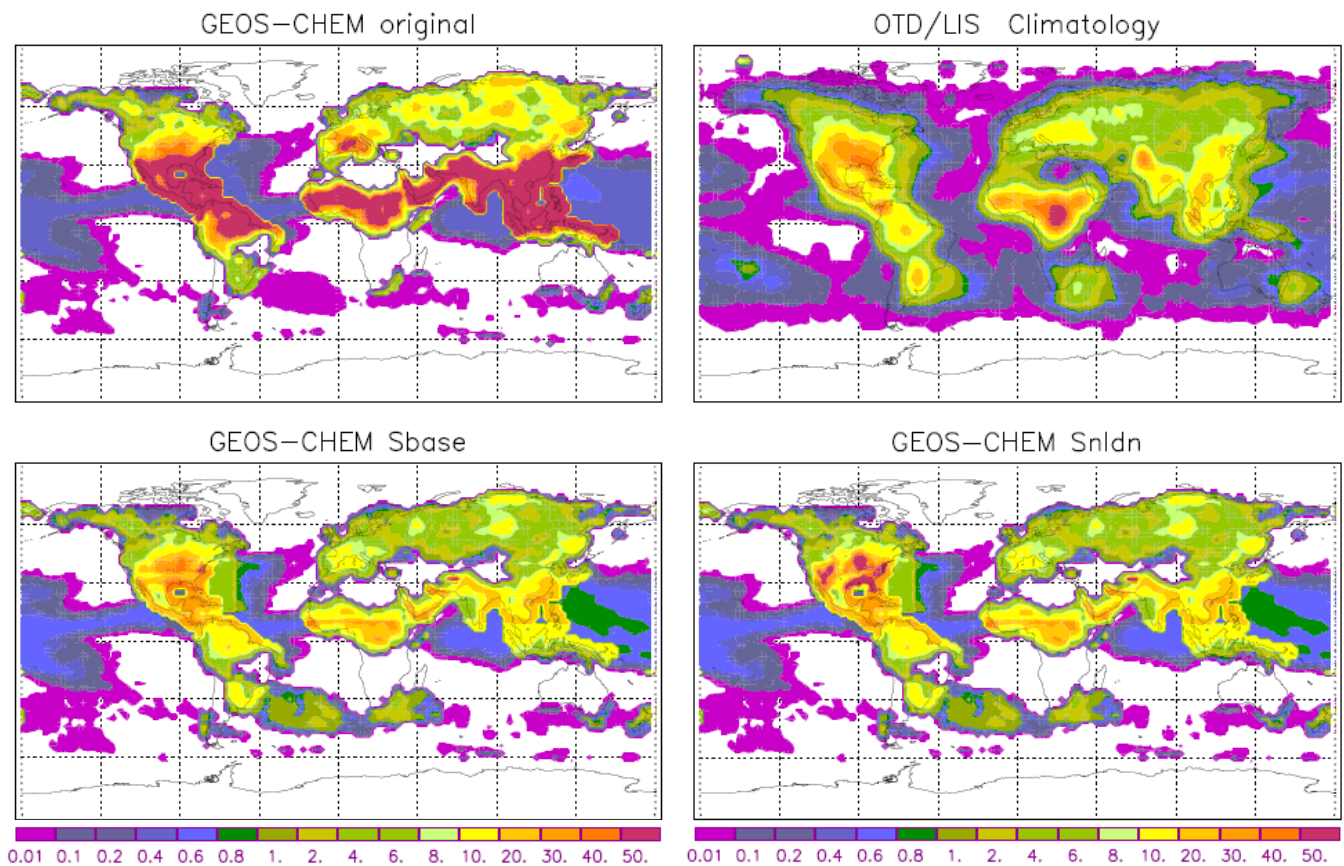 GEOS-CHEM original
OTD/LIS Climatology
GEOS-CHEM Sbase
GEOS-CHEM Snldn
0.01 0.1 0.2 0.4 0.6 0.8 1. 2. 4. 6. 8. 10. 20. 30. 40. 50.
0.01 0.1 0.2 0.4 0.6 0.8 1. 2. 4. 6. 8. 10. 20. 30. 40. 50.